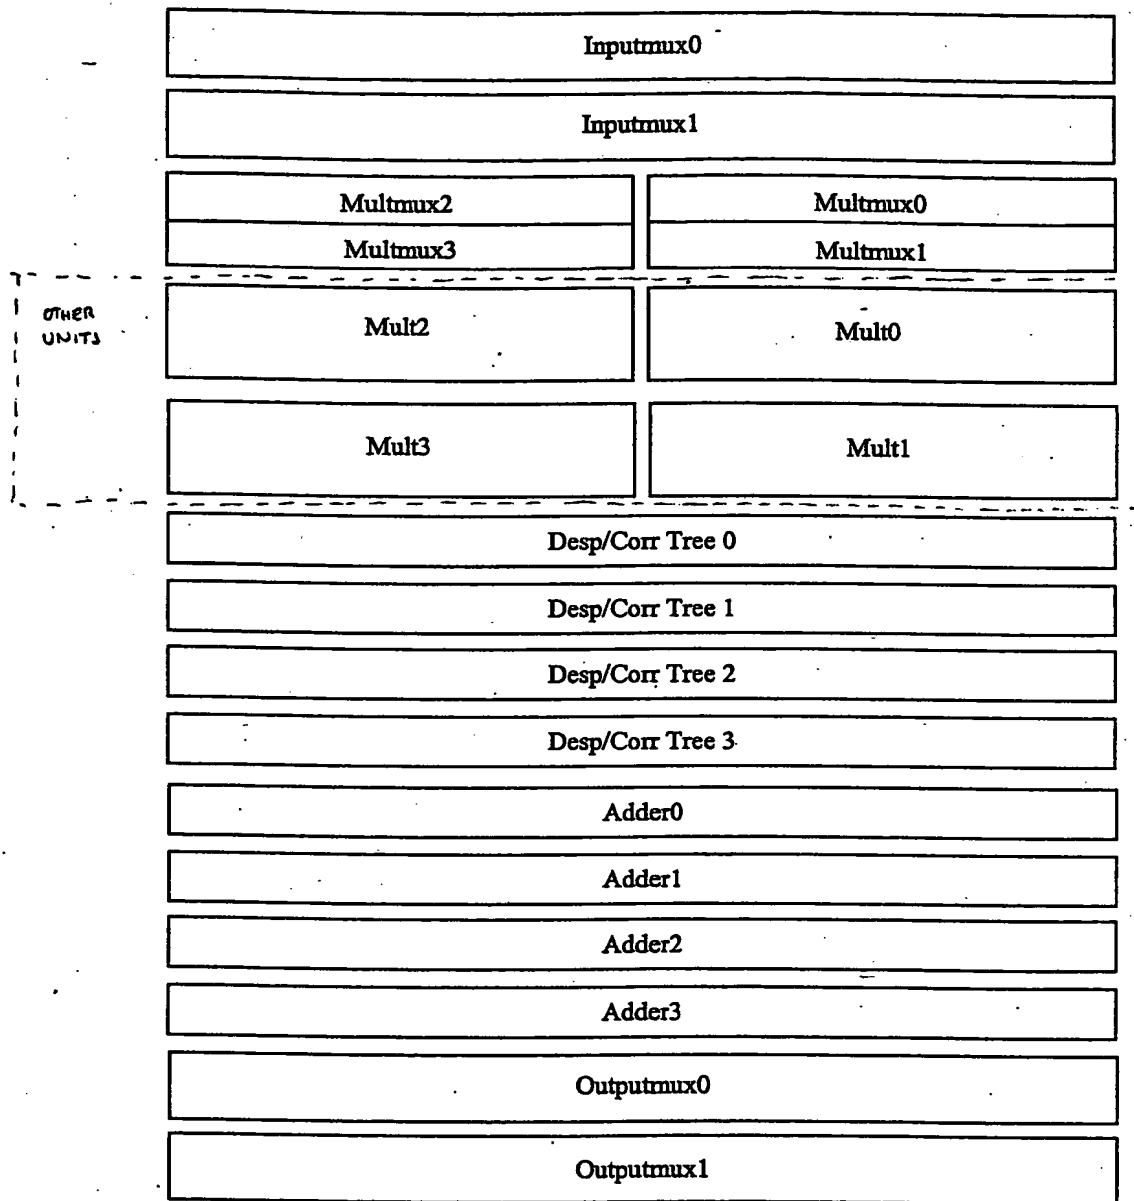 Inputmux0
Inputmux1
Multmux2 Multmux0
Multmux3 Multmux1
OTHER
UNITS
Mult2 Mult0
Mult3 Mult1
Desp/Corr Tree 0
Desp/Corr Tree 1
Desp/Corr Tree 2
Desp/Corr Tree 3
Adder0
Adder1
Adder2
Adder3
Outputmux0
Outputmux1